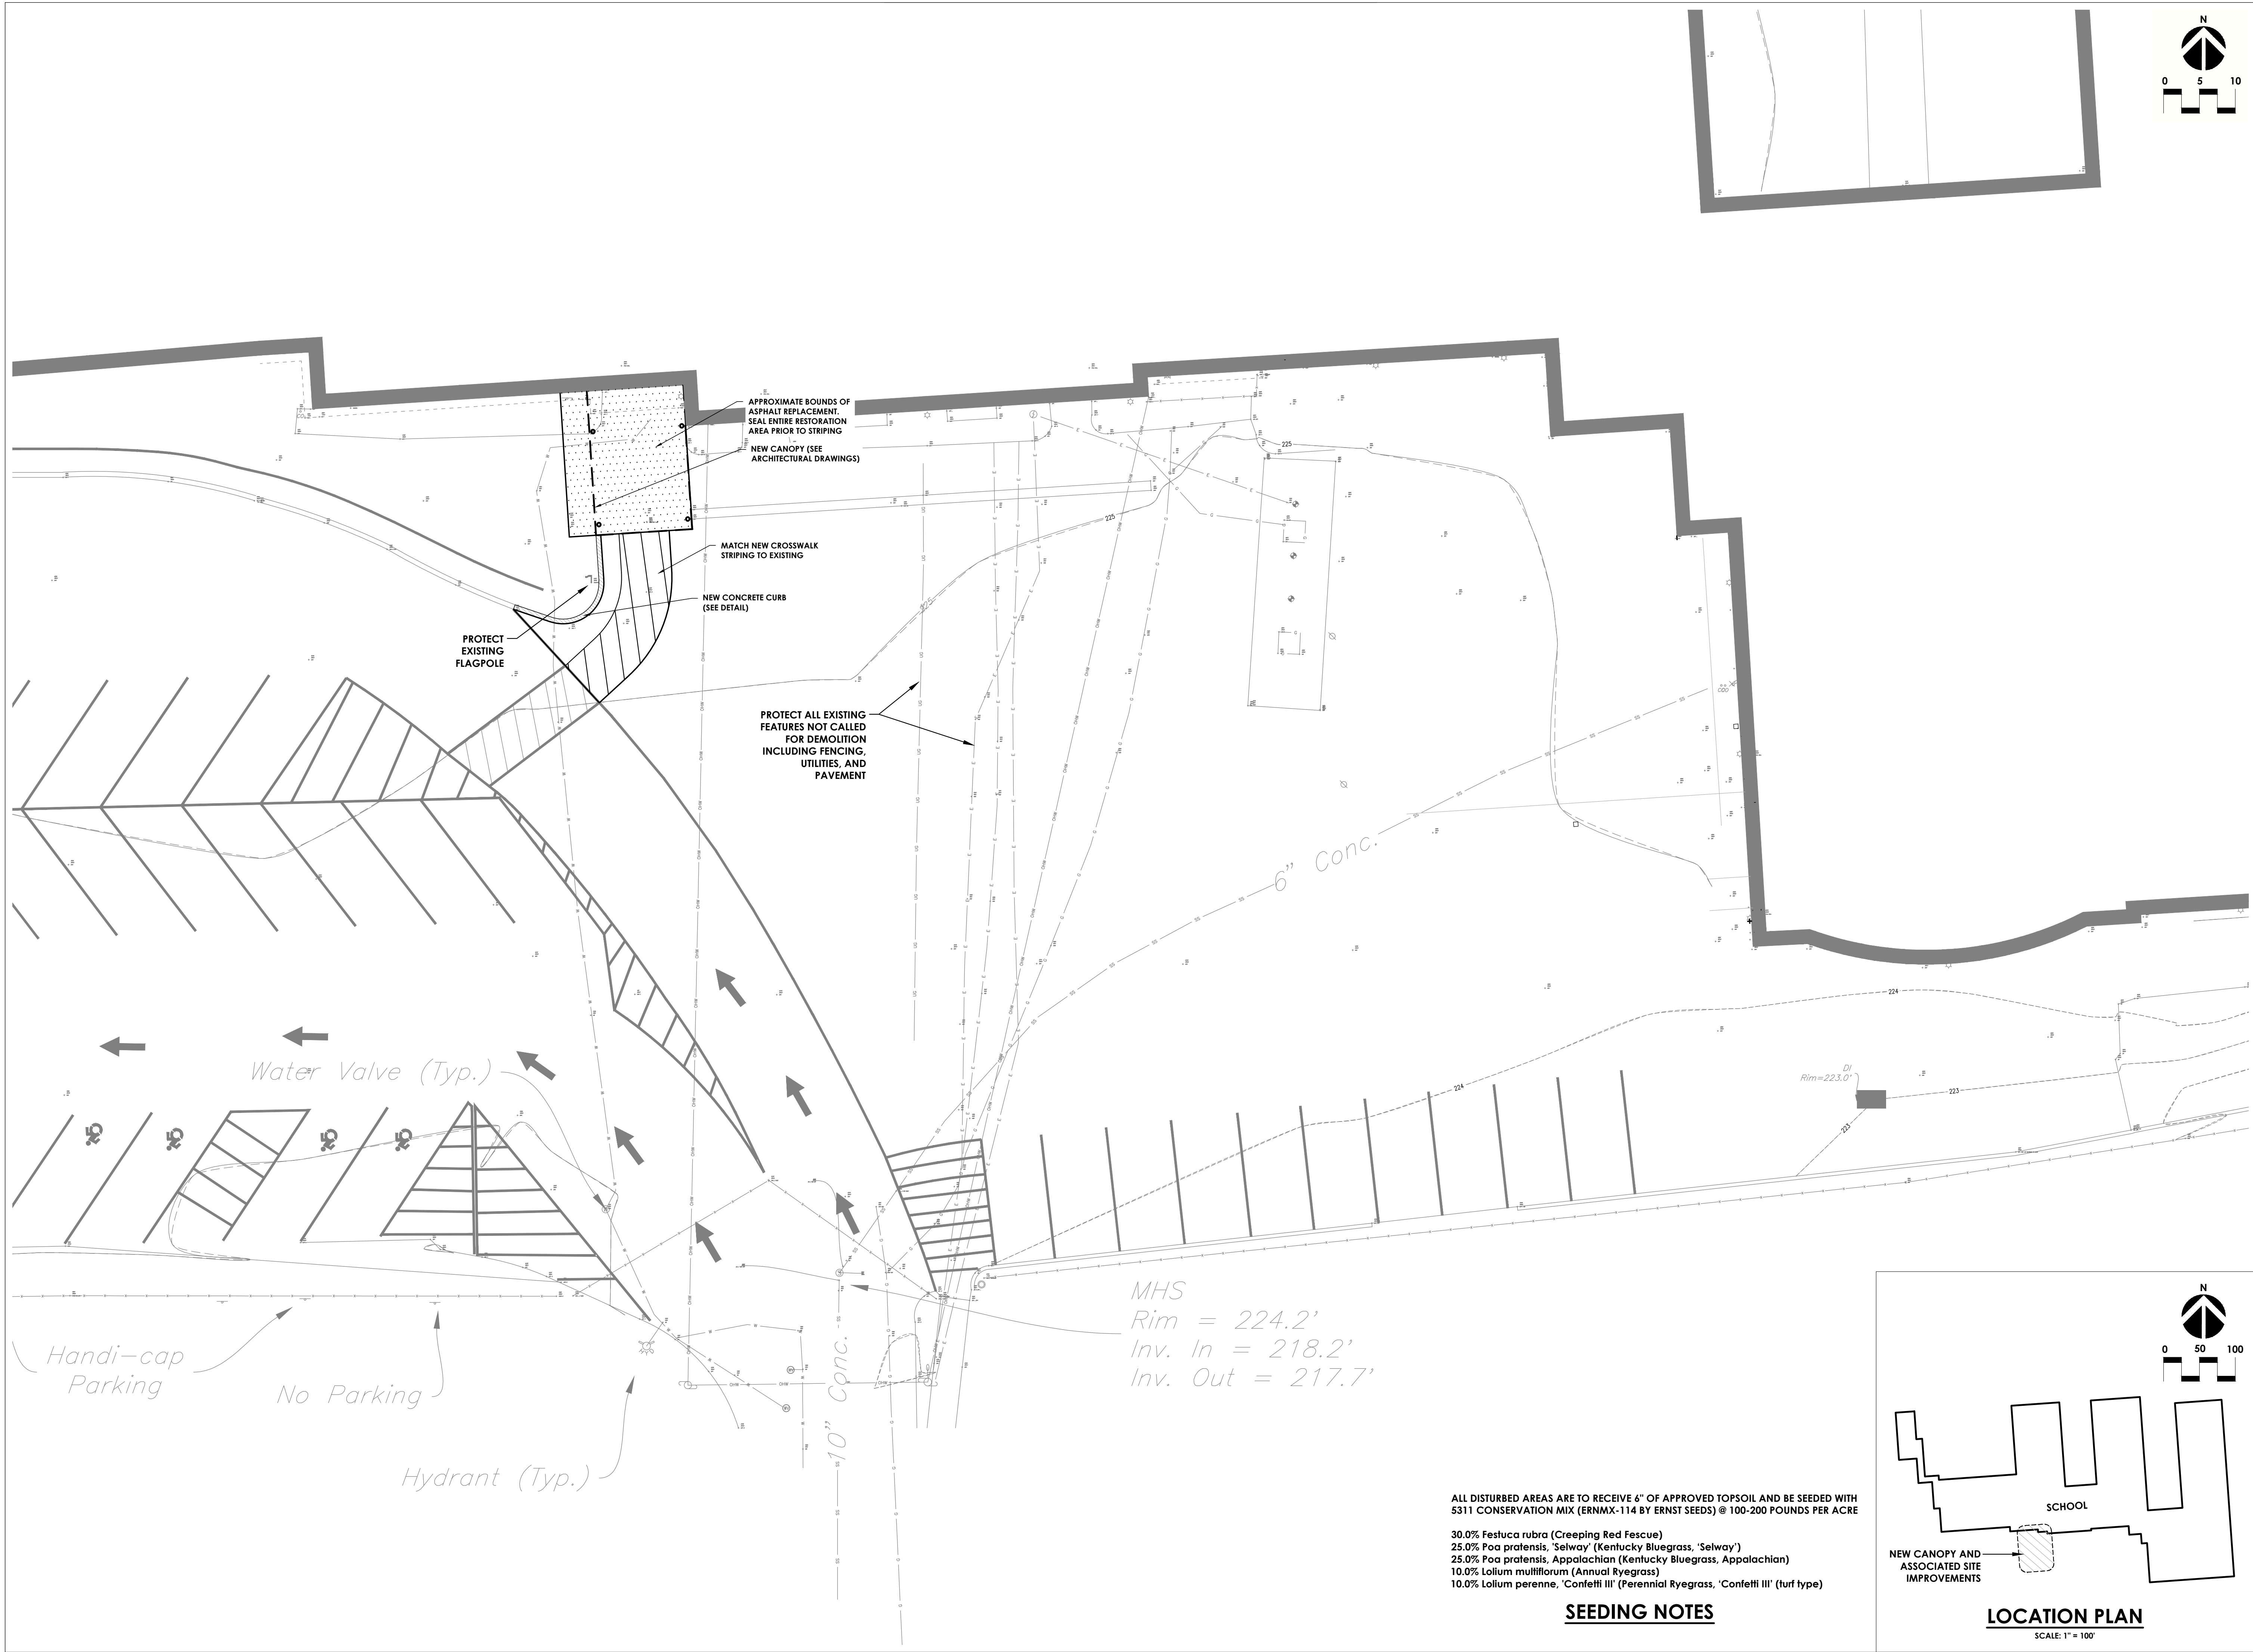 N
0 5 10
APPROXIMATE BOUNDS OF
ASPHALT REPLACEMENT.
SEAL ENTIRE RESTORATION
AREA PRIOR TO STRIPING
NEW CANOPY (SEE
ARCHITECTURAL DRAWINGS)
225
225
MATCH NEW CROSSWALK
STRIPING TO EXISTING
NEW CONCRETE CURB
(SEE DETAIL)
PROTECT
EXISTING
FLAGPOLE
PROTECT ALL EXISTING
FEATURES NOT CALLED
FOR DEMOLITION
INCLUDING FENCING,
UTILITIES, AND
PAVEMENT
6" Conc.
224
224
DI
Rim=223.0'
223
223
Water Valve (Typ.)
MHS
Rim = 224.2'
Inv. In = 218.2'
Inv. Out = 217.7'
Handi-cap
Parking
No Parking
10" Conc.
Hydrant (Typ.)
ALL DISTURBED AREAS ARE TO RECEIVE 6" OF APPROVED TOPSOIL AND BE SEEDED WITH
5311 CONSERVATION MIX (ERNMX-114 BY ERNST SEEDS) @ 100-200 POUNDS PER ACRE
30.0% Festuca rubra (Creeping Red Fescue)
25.0% Poa pratensis, 'Selway' (Kentucky Bluegrass, 'Selway')
25.0% Poa pratensis, Appalachian (Kentucky Bluegrass, Appalachian)
10.0% Lolium multiflorum (Annual Ryegrass)
10.0% Lolium perenne, 'Confetti III' (Perennial Ryegrass, 'Confetti III' (turf type)
SEEDING NOTES
N
0 50 100
SCHOOL
NEW CANOPY AND
ASSOCIATED SITE
IMPROVEMENTS
LOCATION PLAN
SCALE: 1" = 100'